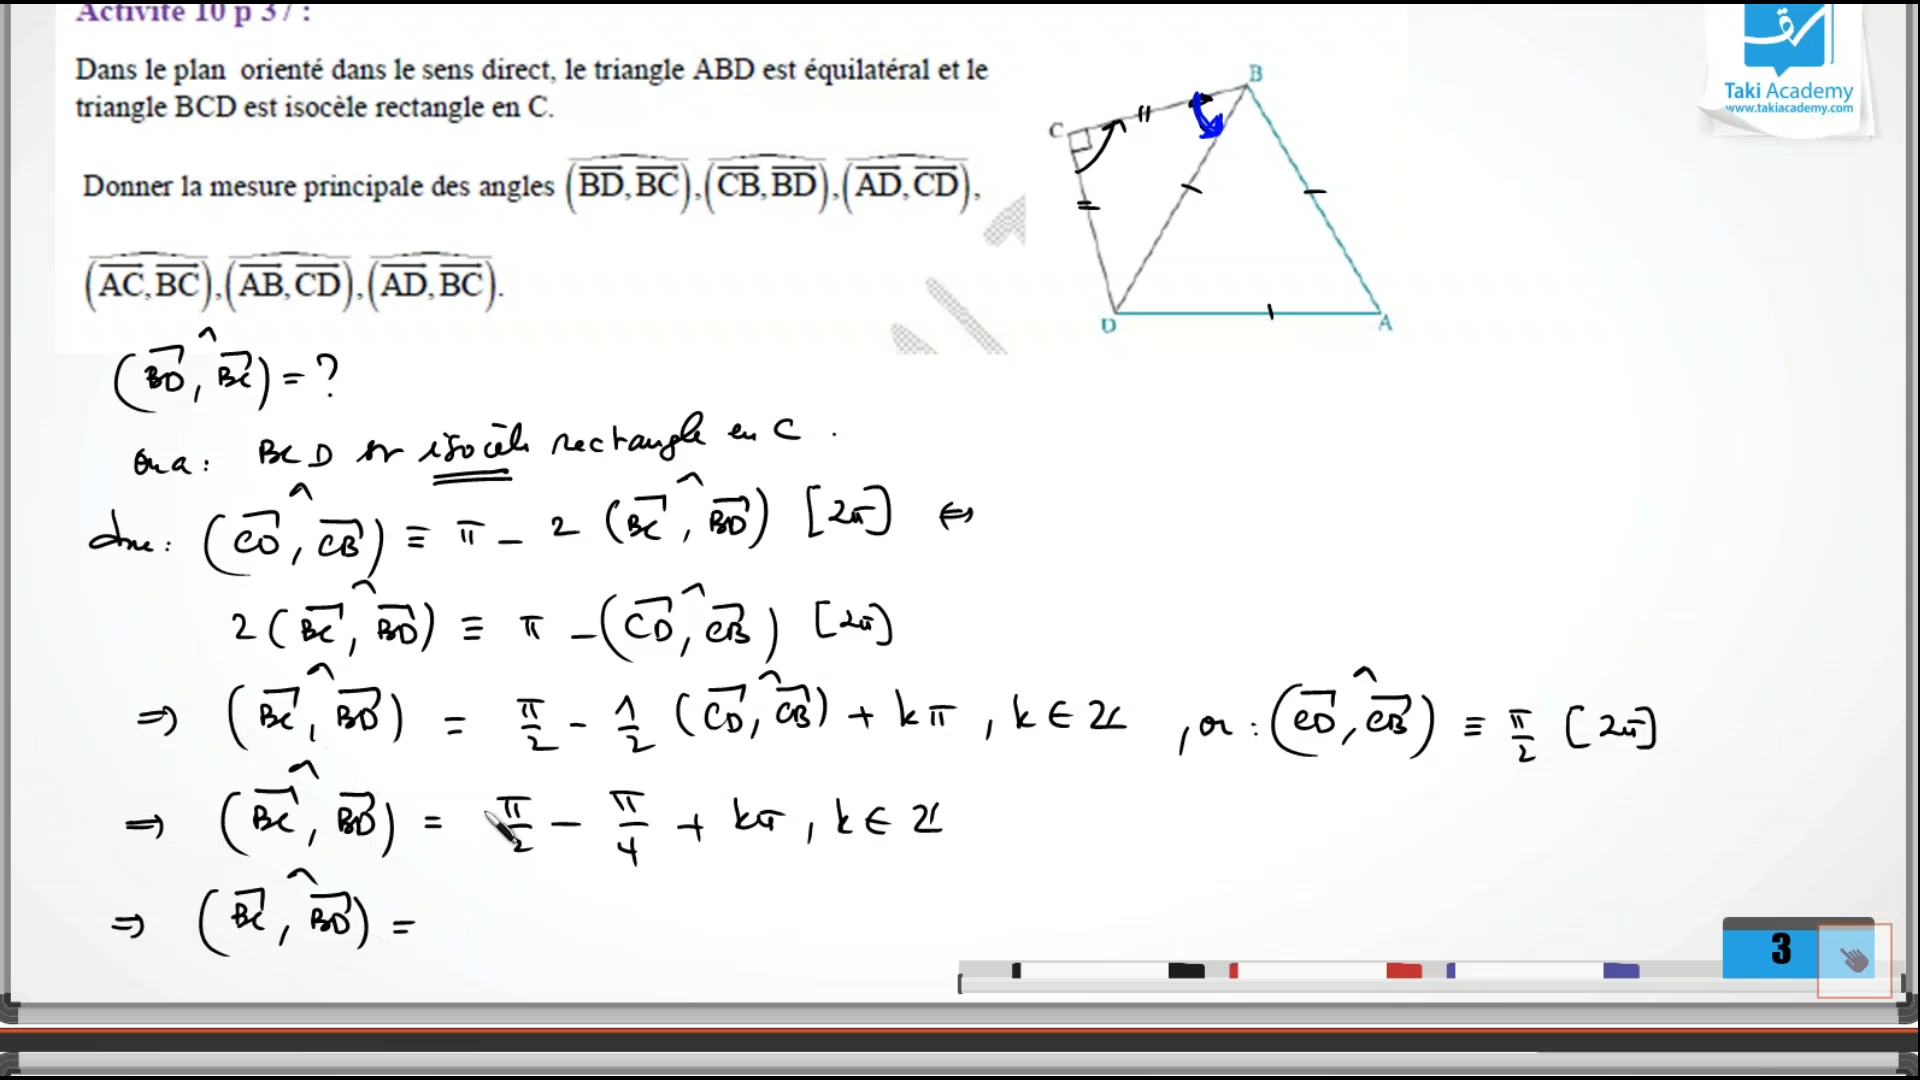 Activité 10 p 37 :
Dans le plan orienté dans le sens direct, le triangle ABD est équilatéral et le
triangle BCD est isocèle rectangle en C.
Donner la mesure principale des angles (BD, BC), (CB, BD), (AD, CD),
(AC, BC), (AB, CD), (AD, BC).
B
C
D
A
Taki Academy
www.takiacademy.com
(BD, BC) = ?
On a : BCD est isocèle rectangle en C .
donc : (CD, CB) ≡ π - 2 (BC, BD) [2π] ⇔
2 (BC, BD) ≡ π - (CD, CB) [2π]
⇒ (BC, BD) = π/2 - 1/2 (CD, CB) + kπ , k ∈ ℤ , or : (CD, CB) ≡ π/2 [2π]
⇒ (BC, BD) = π/2 - π/4 + kπ , k ∈ ℤ
⇒ (BC, BD) =
3